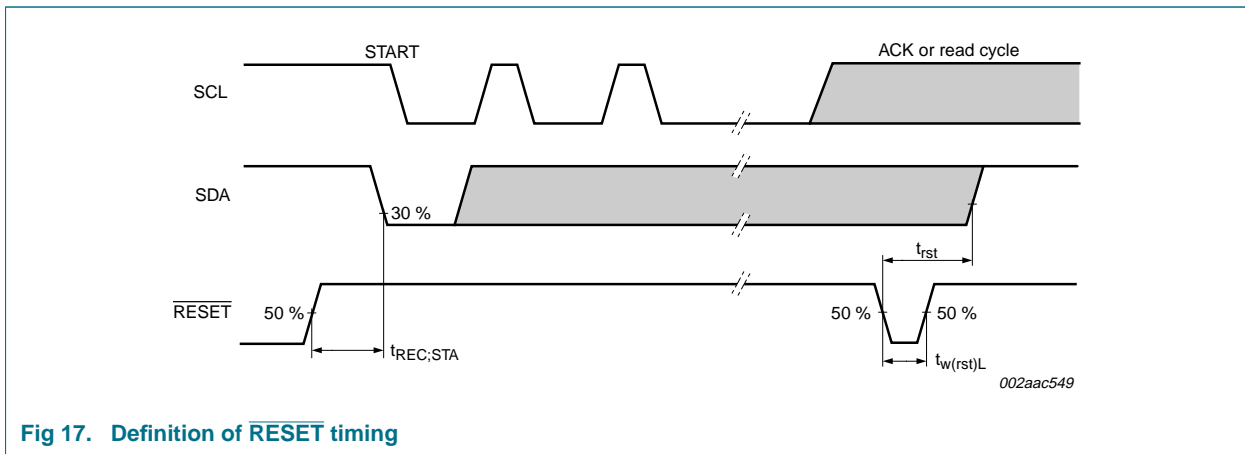 START
ACK or read cycle
SCL
SDA
30 %
t_rst
RESET
50 %
50 %
50 %
t_REC;STA
t_w(rst)L
002aac549
Fig 17. Definition of RESET timing